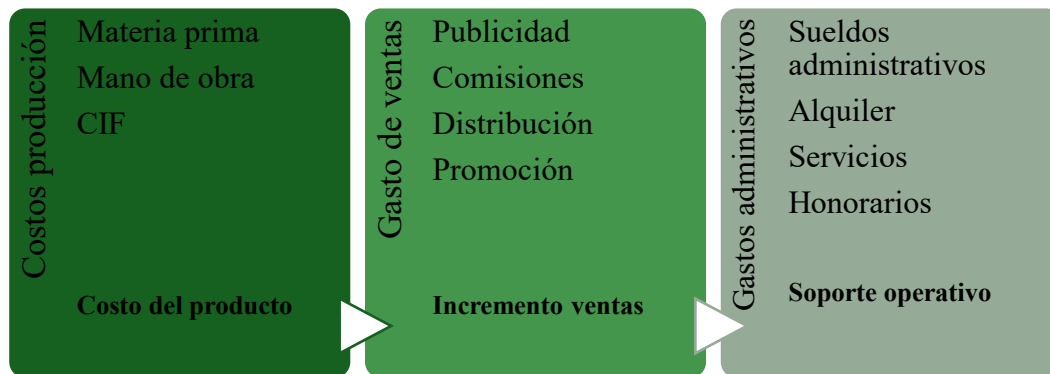 Costos producción
Materia prima
Mano de obra
CIF
Costo del producto
Gasto de ventas
Publicidad
Comisiones
Distribución
Promoción
Incremento ventas
Gastos administrativos
Sueldos
administrativos
Alquiler
Servicios
Honorarios
Soporte operativo